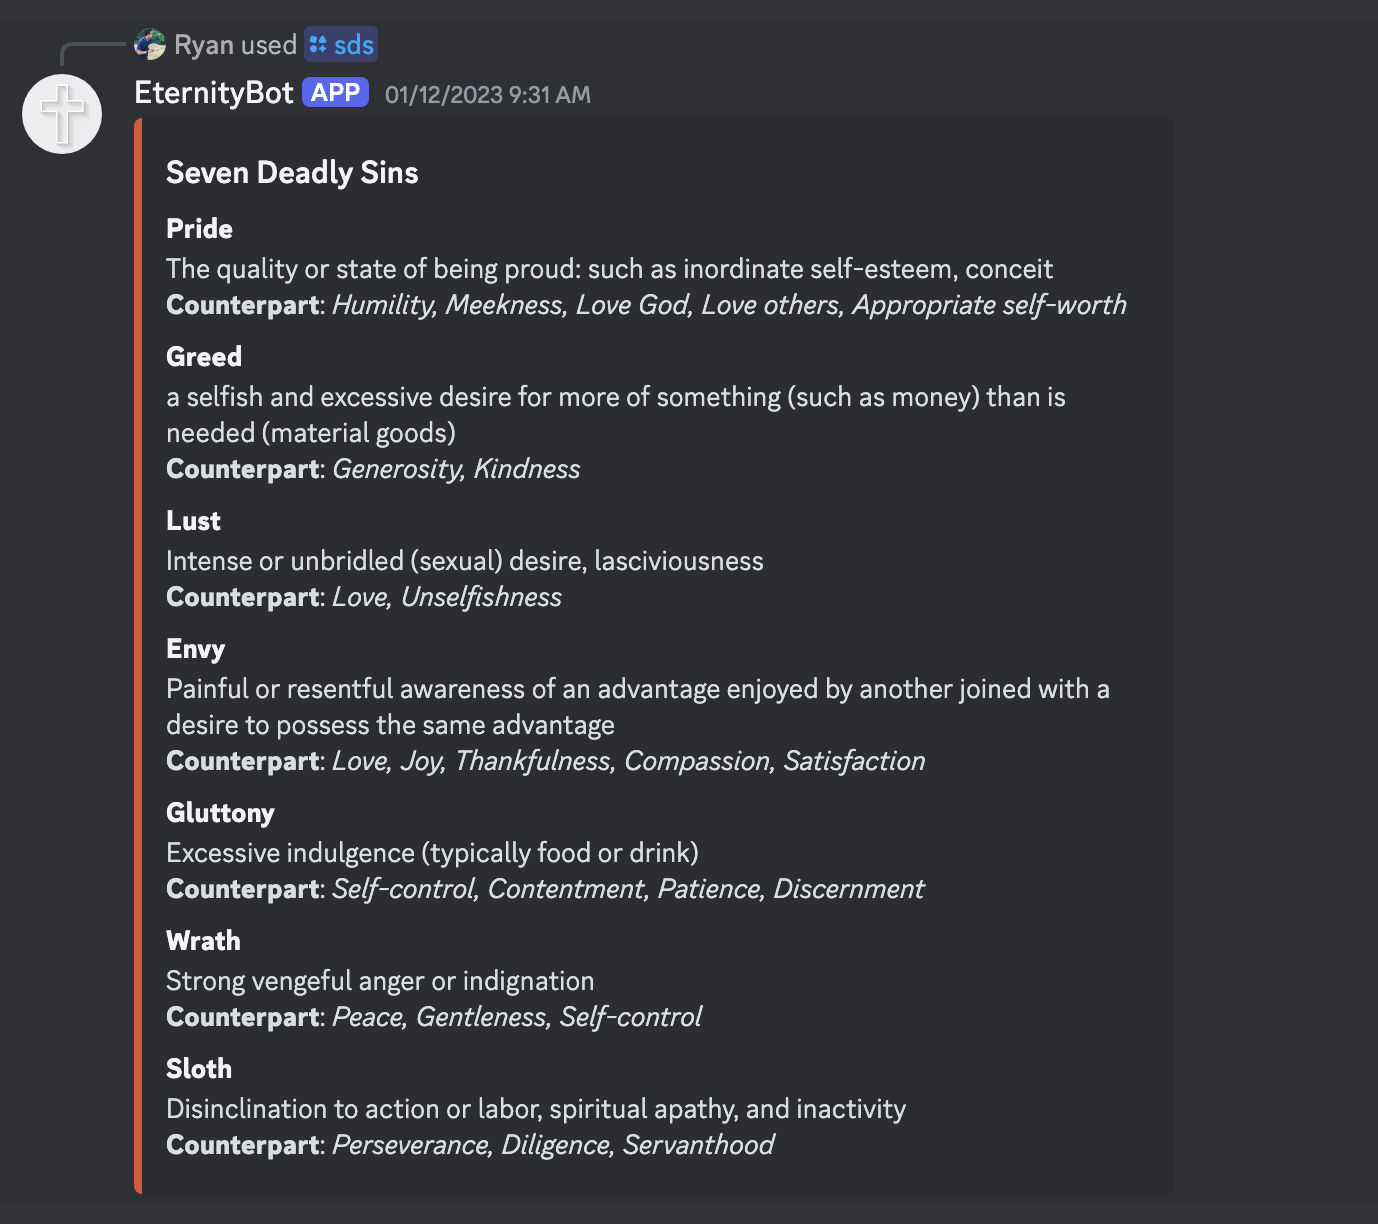 Ryan used sds
EternityBot APP 01/12/2023 9:31 AM
Seven Deadly Sins
Pride
The quality or state of being proud: such as inordinate self-esteem, conceit
Counterpart: Humility, Meekness, Love God, Love others, Appropriate self-worth
Greed
a selfish and excessive desire for more of something (such as money) than is
needed (material goods)
Counterpart: Generosity, Kindness
Lust
Intense or unbridled (sexual) desire, lasciviousness
Counterpart: Love, Unselfishness
Envy
Painful or resentful awareness of an advantage enjoyed by another joined with a
desire to possess the same advantage
Counterpart: Love, Joy, Thankfulness, Compassion, Satisfaction
Gluttony
Excessive indulgence (typically food or drink)
Counterpart: Self-control, Contentment, Patience, Discernment
Wrath
Strong vengeful anger or indignation
Counterpart: Peace, Gentleness, Self-control
Sloth
Disinclination to action or labor, spiritual apathy, and inactivity
Counterpart: Perseverance, Diligence, Servanthood